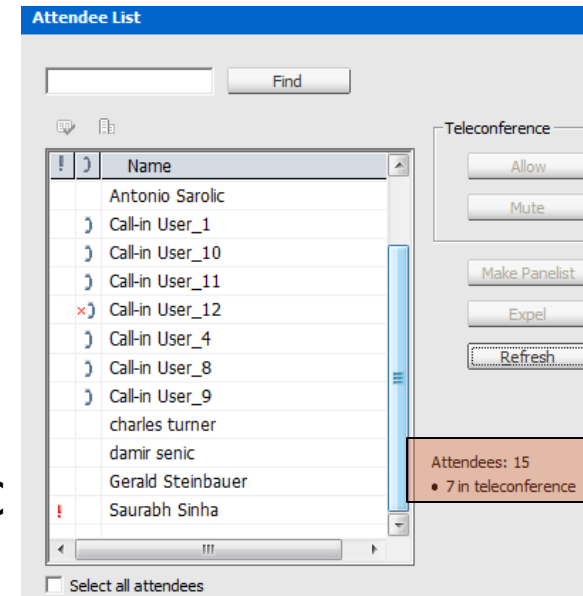 Attendee List
Find
Teleconference
! Name
Allow
Antonio Sarolic
Mute
Call-in User_1
Call-in User_10
Call-in User_11
Make Panelist
Call-in User_12
Expel
Call-in User_4
Refresh
Call-in User_8
Call-in User_9
charles turner
damir senic
Attendees: 15
Gerald Steinbauer
• 7 in teleconference
! Saurabh Sinha
Select all attendees